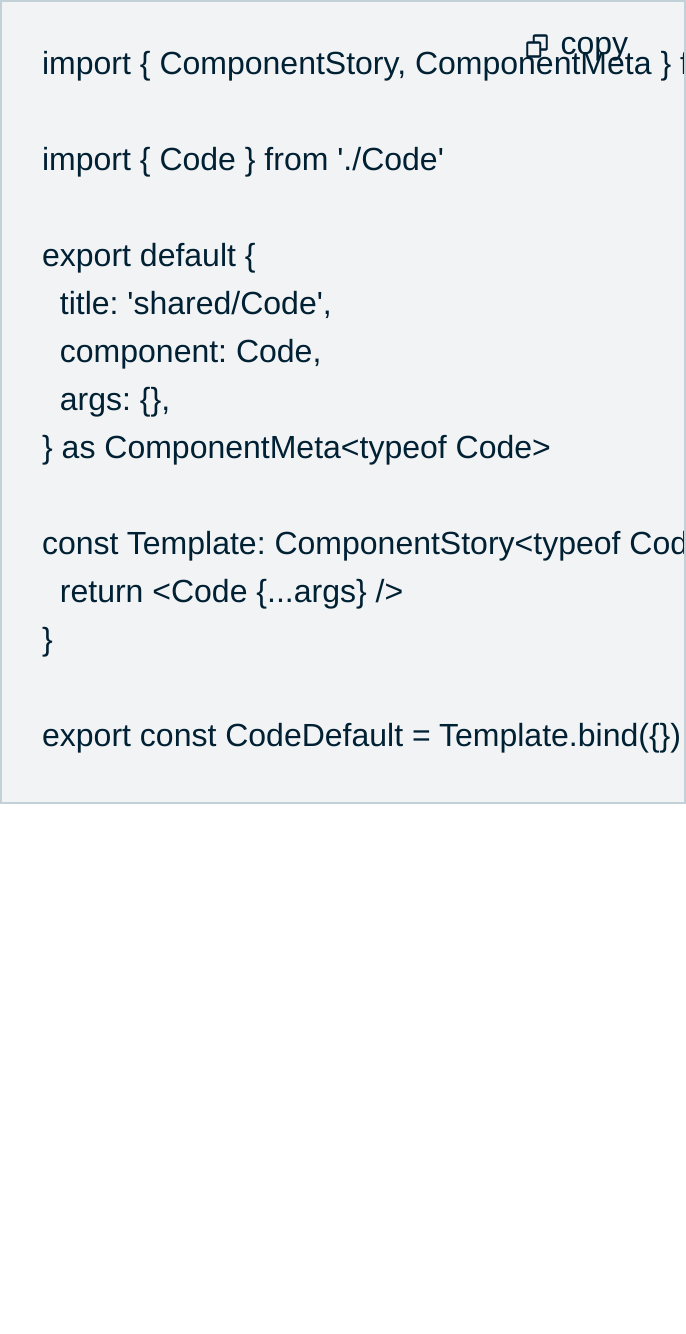 copy
import { ComponentStory, ComponentMeta } f
import { Code } from './Code'
export default {
  title: 'shared/Code',
  component: Code,
  args: {},
} as ComponentMeta<typeof Code>
const Template: ComponentStory<typeof Cod
  return <Code {...args} />
}
export const CodeDefault = Template.bind({})